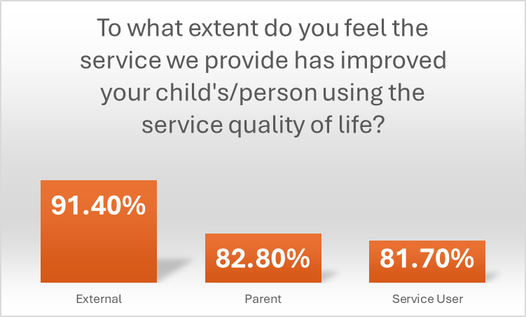 To what extent do you feel the
service we provide has improved
your child's/person using the
service quality of life?
91.40%
82.80%
81.70%
External
Parent
Service User